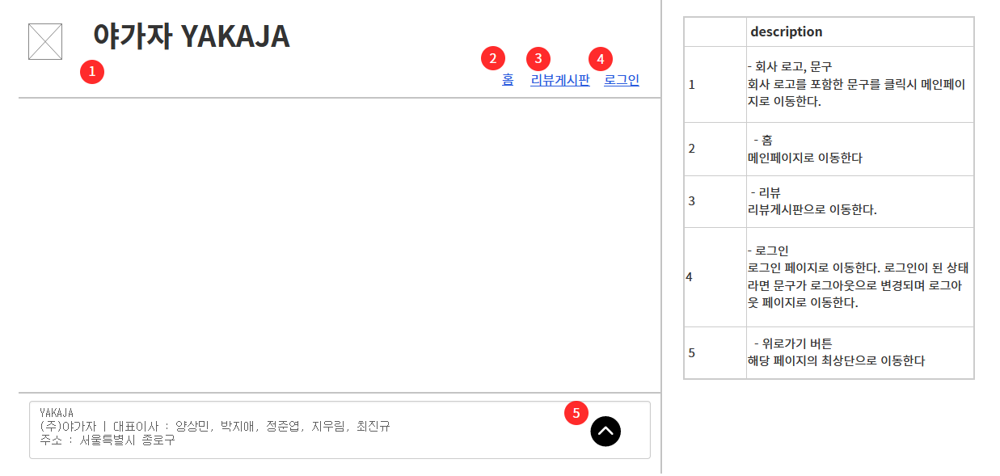 야가자 YAKAJA
1
2 3 4
홈 리뷰게시판 로그인
YAKAJA
(주)야가자 | 대표이사 : 양상민, 박지애, 정준엽, 지우림, 최진규
주소 : 서울특별시 종로구
5
description
1
- 회사 로고, 문구
회사 로고를 포함한 문구를 클릭시 메인페이
지로 이동한다.
2
- 홈
메인페이지로 이동한다
3
- 리뷰
리뷰게시판으로 이동한다.
4
- 로그인
로그인 페이지로 이동한다. 로그인이 된 상태
라면 문구가 로그아웃으로 변경되며 로그아
웃 페이지로 이동한다.
5
- 위로가기 버튼
해당 페이지의 최상단으로 이동한다